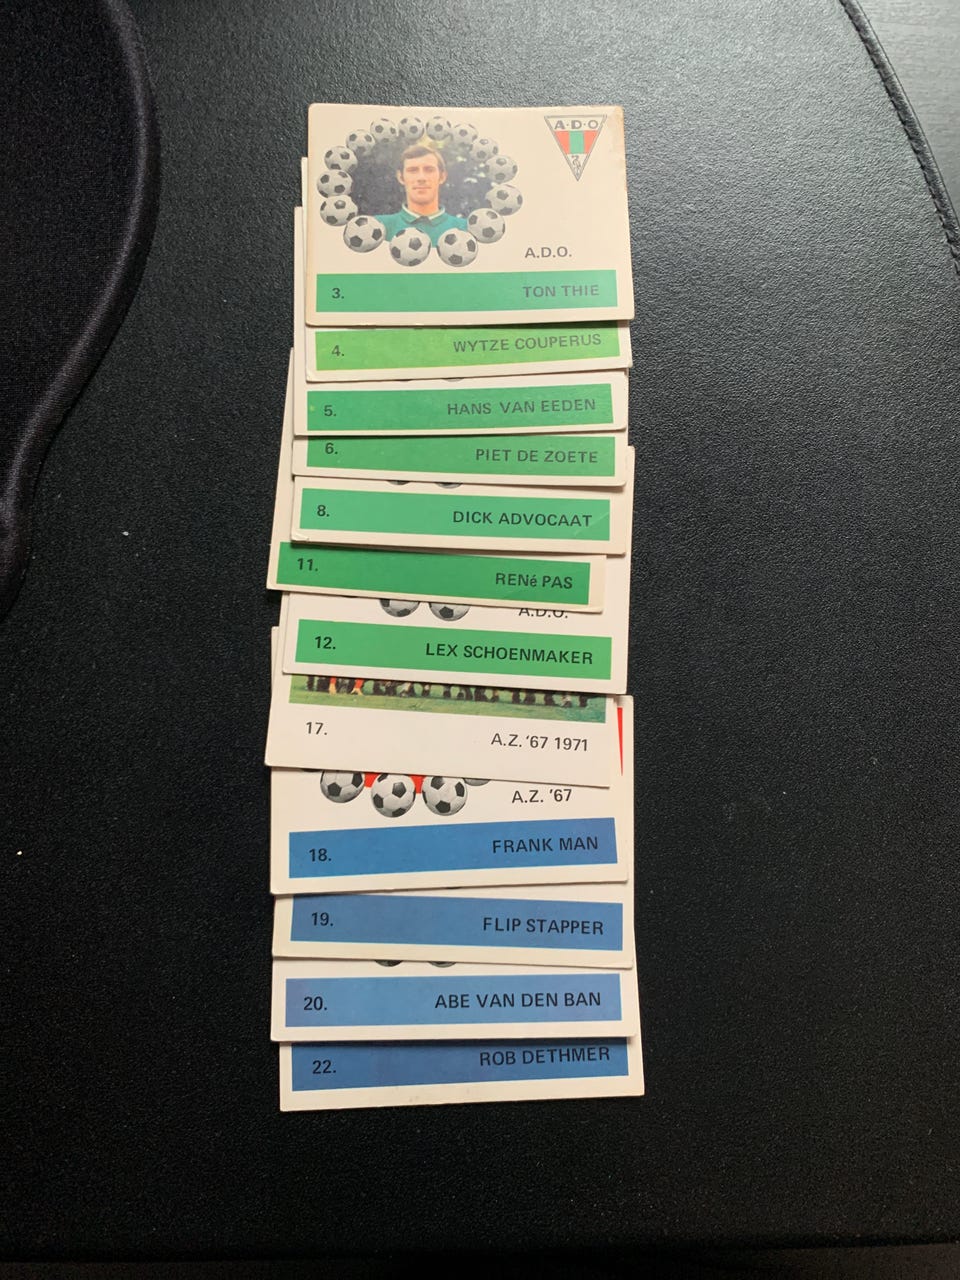 A·D·O
A.D.O.
3. TON THIE
4. WYTZE COUPERUS
5. HANS VAN EEDEN
6. PIET DE ZOETE
8. DICK ADVOCAAT
11. RENé PAS
A.D.O.
12. LEX SCHOENMAKER
17. A.Z.'67 1971
A.Z. '67
18. FRANK MAN
19. FLIP STAPPER
20. ABE VAN DEN BAN
22. ROB DETHMER